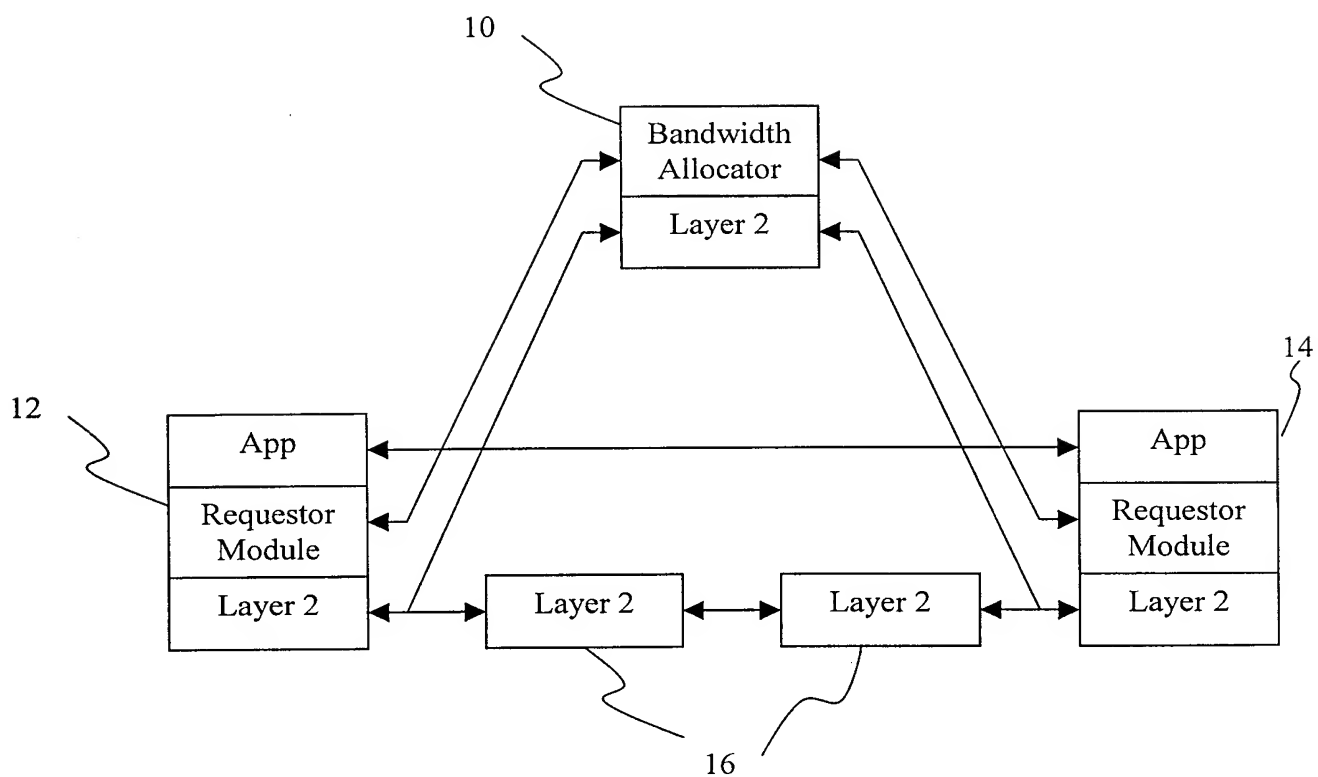 10
Bandwidth
Allocator
Layer 2
14
12
App
App
Requestor
Module
Requestor
Module
Layer 2
Layer 2
Layer 2
Layer 2
16